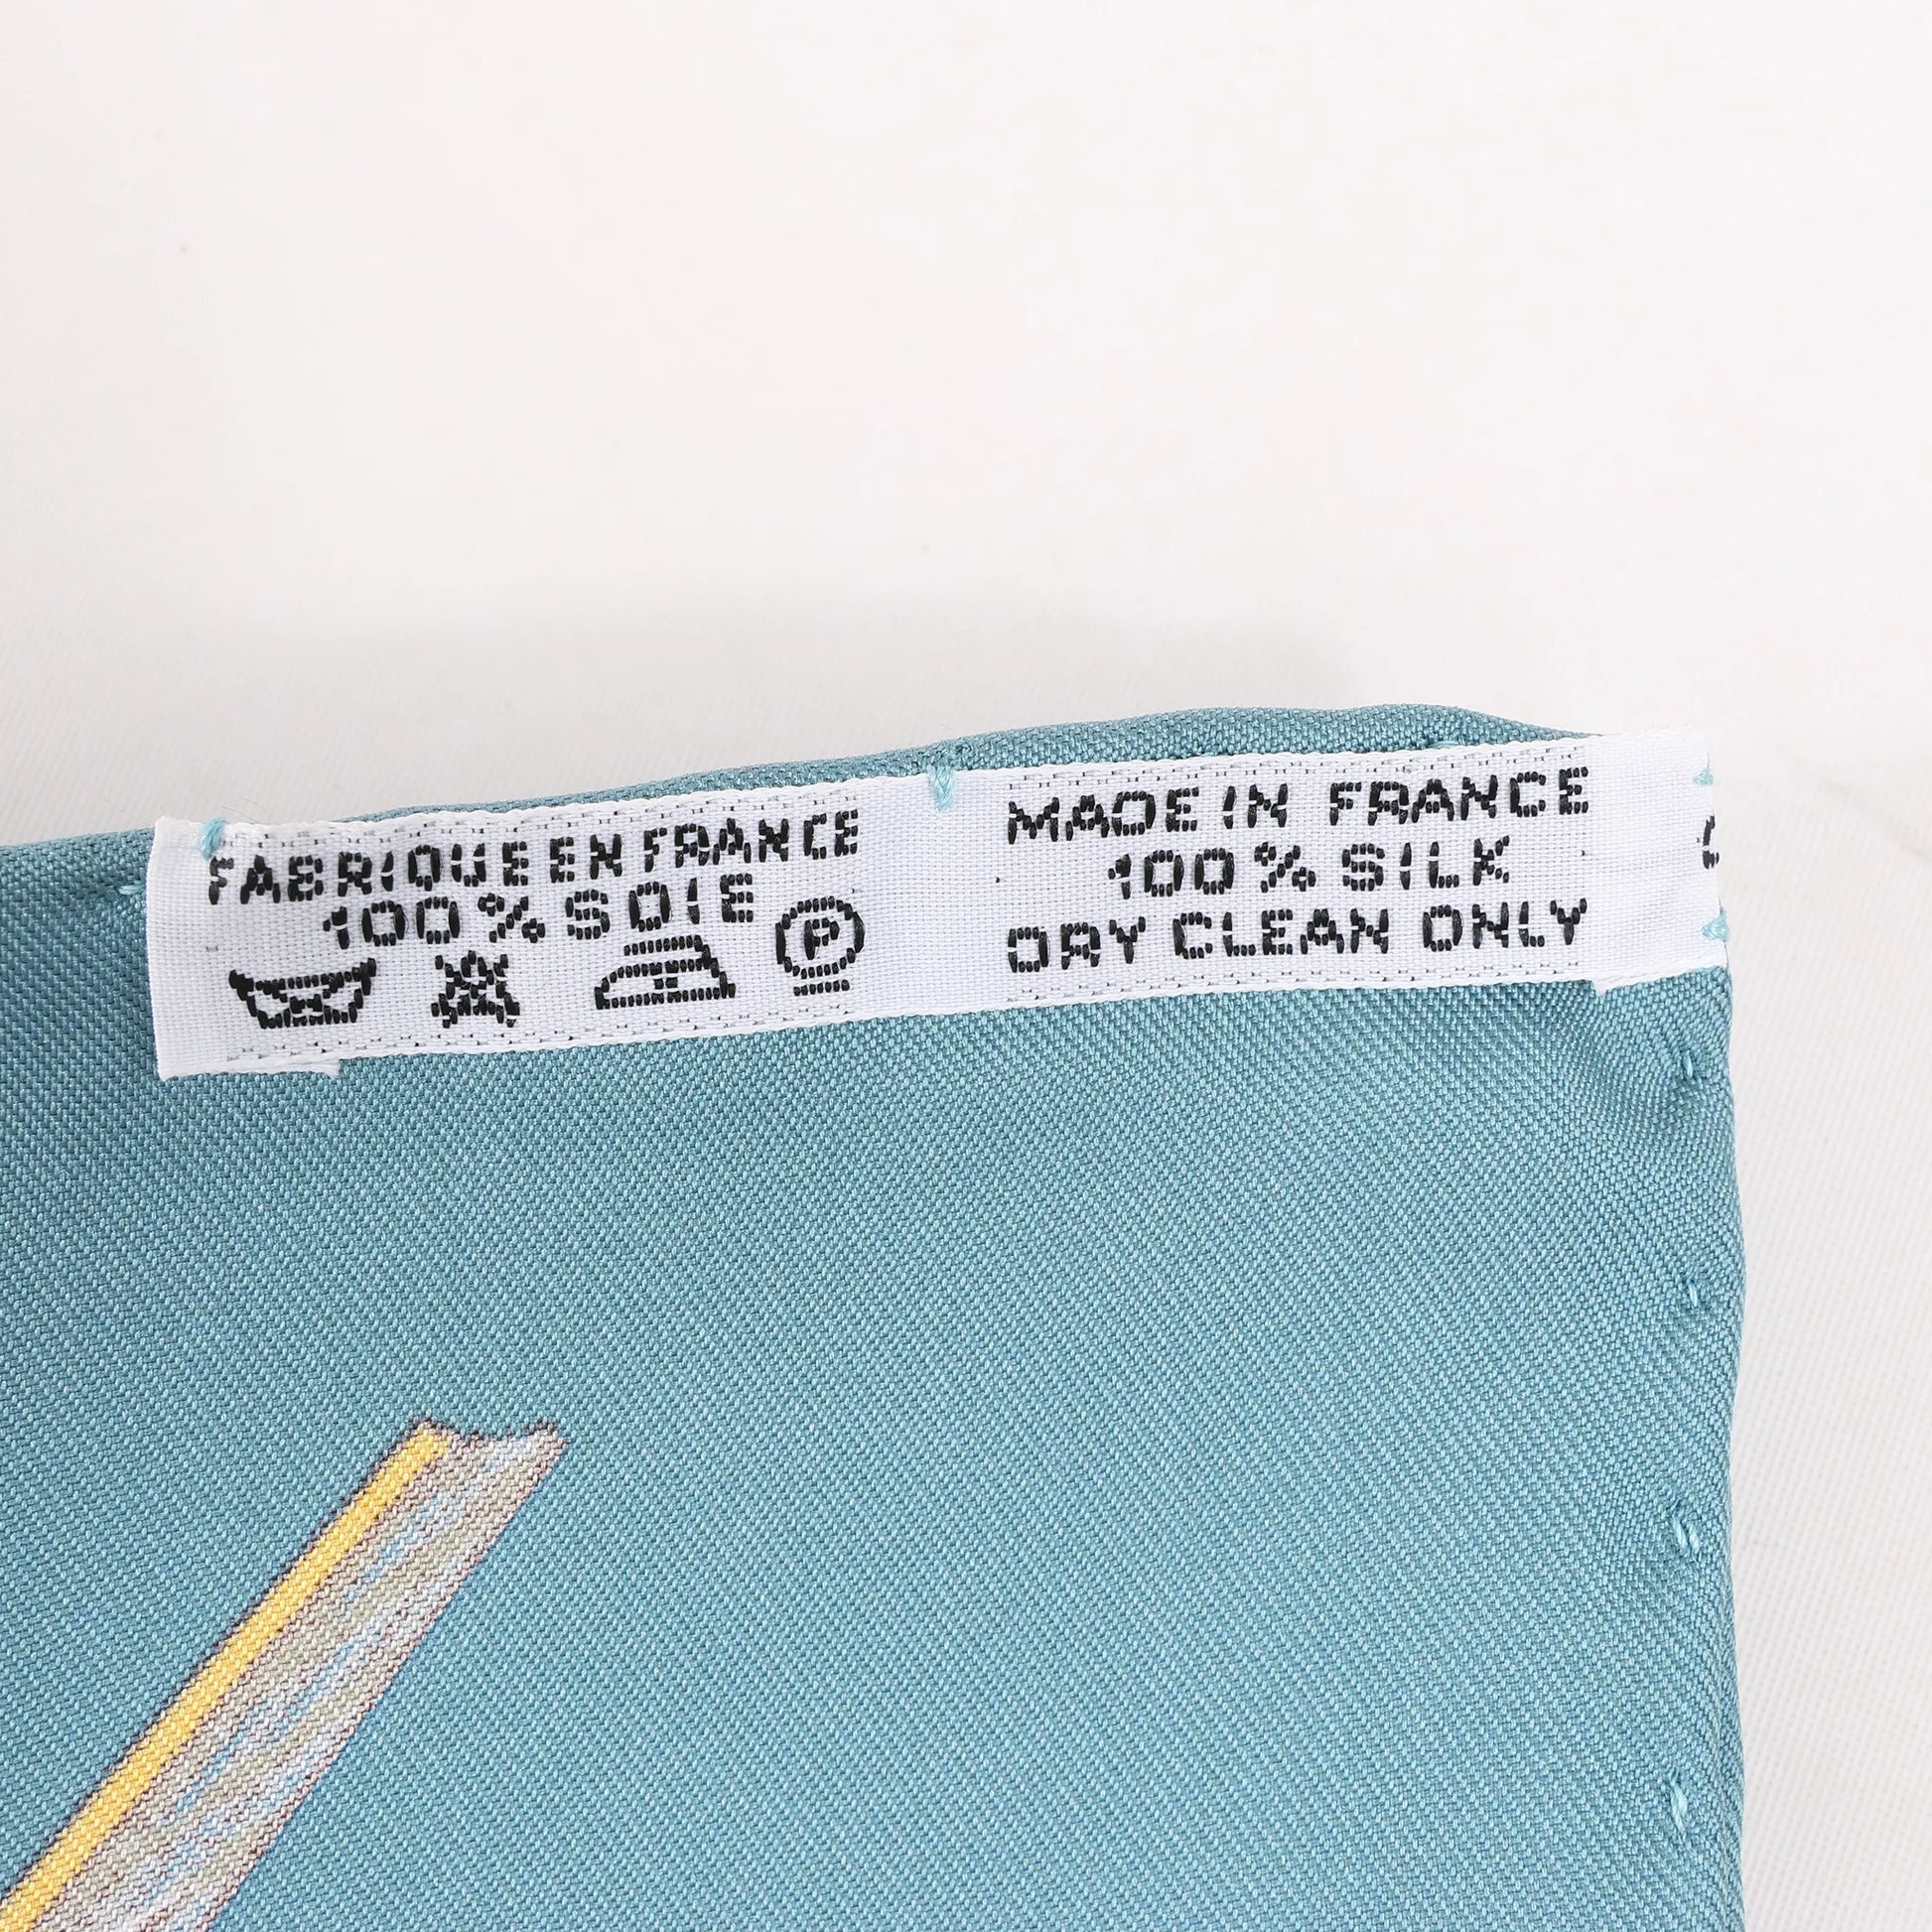 FABRIQUE EN FRANCE
100% SOIE
P
MADE IN FRANCE
100% SILK
DRY CLEAN ONLY